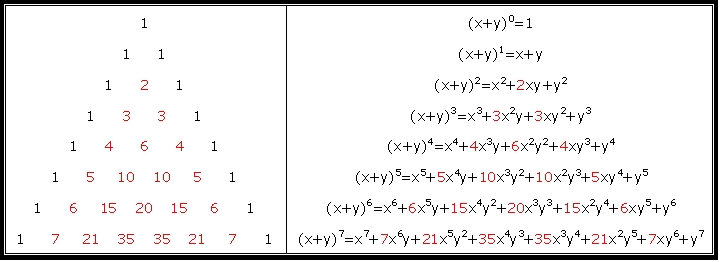 1 (x+y)⁰=1
1 1 (x+y)¹=x+y
1 2 1 (x+y)²=x²+2xy+y²
1 3 3 1 (x+y)³=x³+3x²y+3xy²+y³
1 4 6 4 1 (x+y)⁴=x⁴+4x³y+6x²y²+4xy³+y⁴
1 5 10 10 5 1 (x+y)⁵=x⁵+5x⁴y+10x³y²+10x²y³+5xy⁴+y⁵
1 6 15 20 15 6 1 (x+y)⁶=x⁶+6x⁵y+15x⁴y²+20x³y³+15x²y⁴+6xy⁵+y⁶
1 7 21 35 35 21 7 1 (x+y)⁷=x⁷+7x⁶y+21x⁵y²+35x⁴y³+35x³y⁴+21x²y⁵+7xy⁶+y⁷